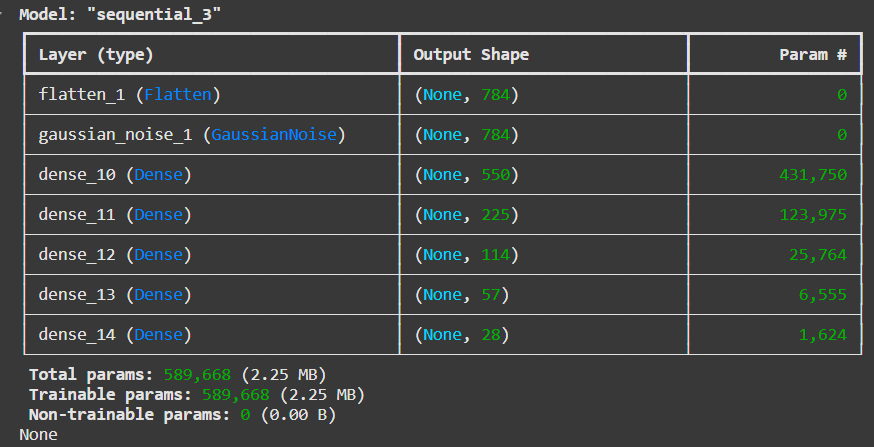 Model: "sequential_3"
Layer (type) Output Shape Param #
flatten_1 (Flatten) (None, 784) 0
gaussian_noise_1 (GaussianNoise) (None, 784) 0
dense_10 (Dense) (None, 550) 431,750
dense_11 (Dense) (None, 225) 123,975
dense_12 (Dense) (None, 114) 25,764
dense_13 (Dense) (None, 57) 6,555
dense_14 (Dense) (None, 28) 1,624
Total params: 589,668 (2.25 MB)
Trainable params: 589,668 (2.25 MB)
Non-trainable params: 0 (0.00 B)
None